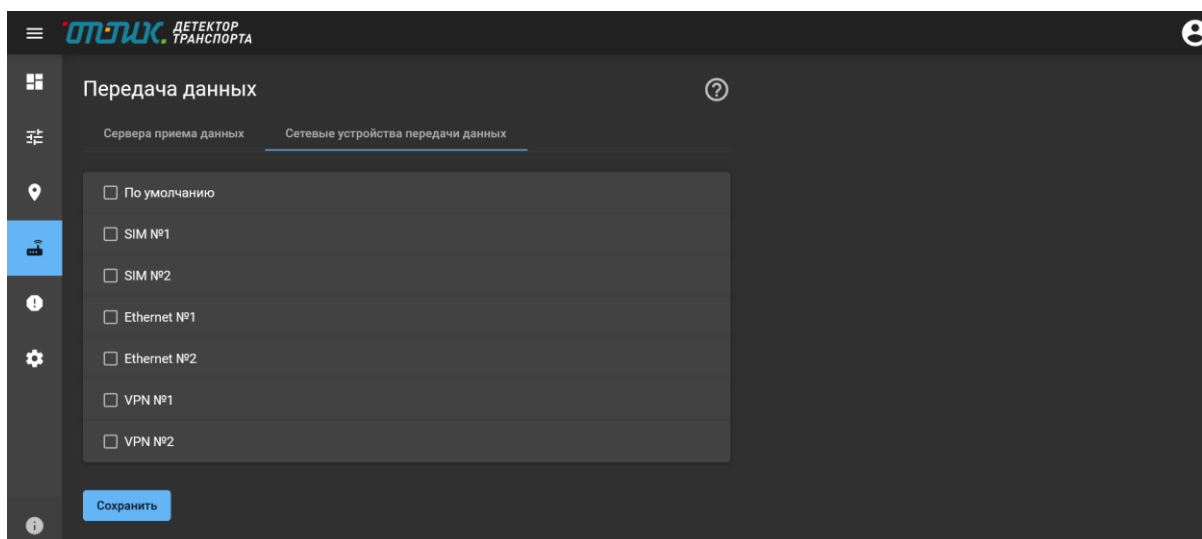 ОПТИК. ДЕТЕКТОР
ТРАНСПОРТА
Передача данных
Сервера приема данных Сетевые устройства передачи данных
По умолчанию
SIM №1
SIM №2
Ethernet №1
Ethernet №2
VPN №1
VPN №2
Сохранить